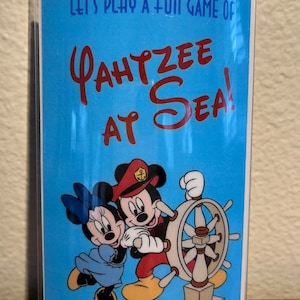 LET'S PLAY A FUN GAME OF
YAHTZEE
AT SEA!